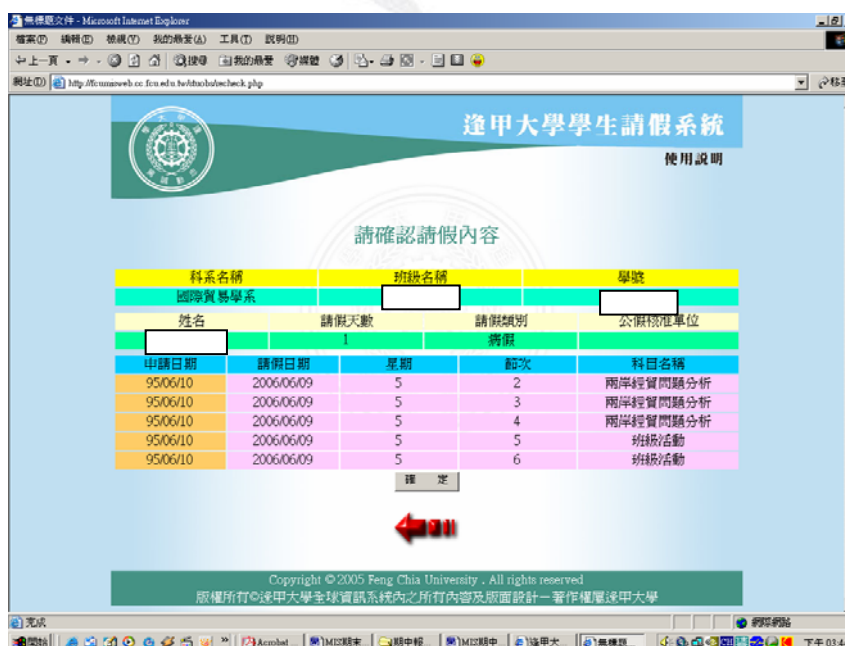 無標題文件 - Microsoft Internet Explorer
檔案(F) 編輯(E) 檢視(V) 我的最愛(A) 工具(T) 說明(H)
上一頁 搜尋 我的最愛 媒體
網址(D) http://fcumisweb.cc.fcu.edu.tw/ 移至
逢甲大學學生請假系統
使用說明
請確認請假內容
科系名稱 班級名稱 學號
國際貿易學系
姓名 請假天數 請假類別 公假核准單位
1 病假
申請日期 請假日期 星期 節次 科目名稱
95/06/10 2006/06/09 5 2 兩岸經貿問題分析
95/06/10 2006/06/09 5 3 兩岸經貿問題分析
95/06/10 2006/06/09 5 4 兩岸經貿問題分析
95/06/10 2006/06/09 5 5 班級活動
95/06/10 2006/06/09 5 6 班級活動
確 定
Copyright © 2005 Feng Chia University . All rights reserved
版權所有©逢甲大學全球資訊系統內之所有內容及版面設計－著作權屬逢甲大學
完成 網際網路
開始 Acrobat... MIS期末 期中報... MIS期中... 逢甲大... 無標題... 下午 03:4